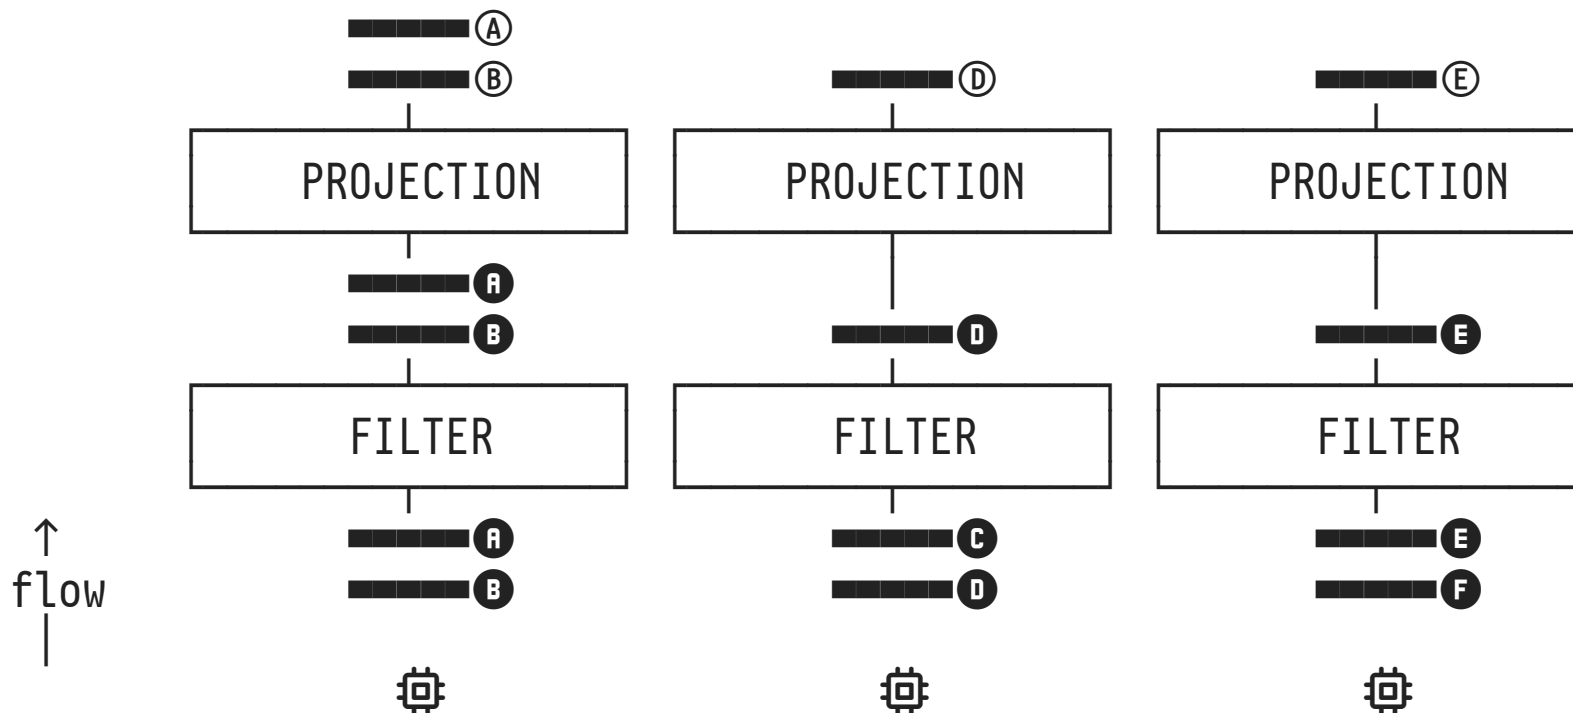 Ⓐ
Ⓑ Ⓓ Ⓔ
PROJECTION PROJECTION PROJECTION
🅐
🅑 🅓 🅔
FILTER FILTER FILTER
🅐 🅒 🅔
↑
flow 🅑 🅓 🅕